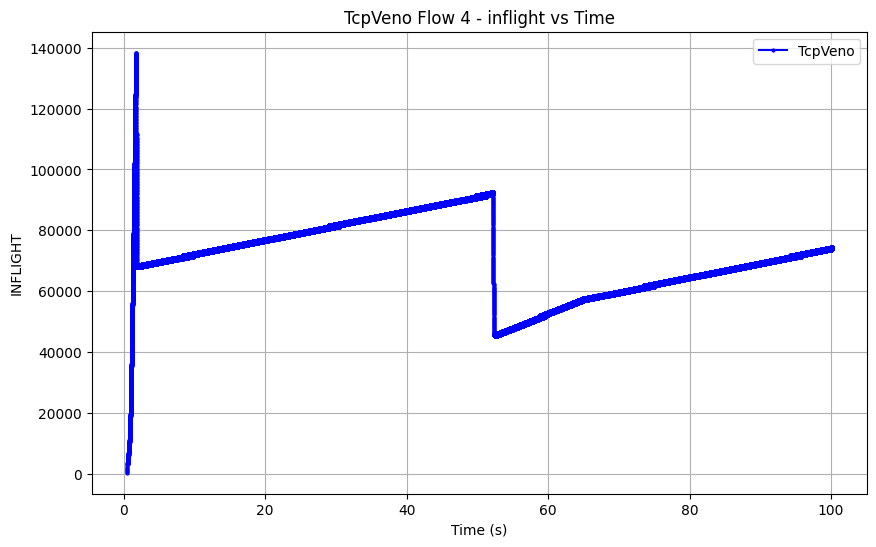 TcpVeno Flow 4 - inflight vs Time
TcpVeno
INFLIGHT
140000
120000
100000
80000
60000
40000
20000
0
0 20 40 60 80 100
Time (s)